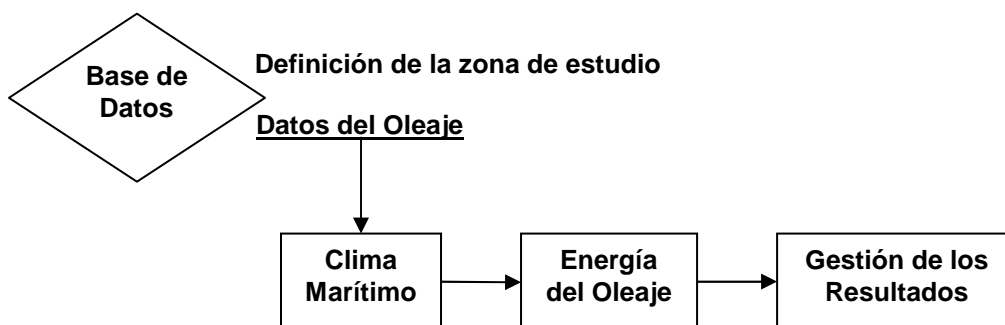 Base de
Datos
Definición de la zona de estudio
Datos del Oleaje
Clima
Marítimo
Energía
del Oleaje
Gestión de los
Resultados